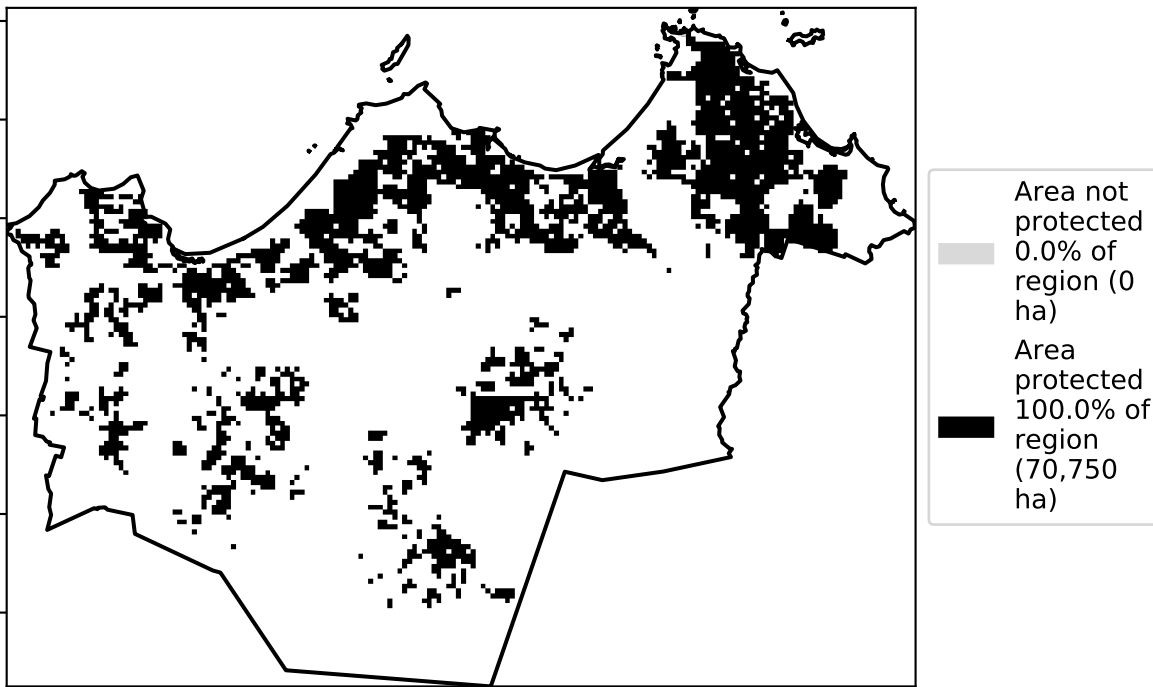 Area not
protected
0.0% of
region (0
ha)
Area
protected
100.0% of
region
(70,750
ha)